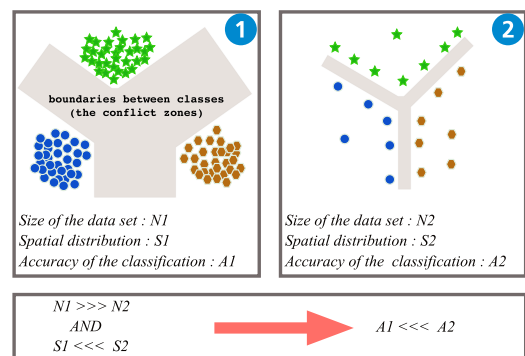 1
boundaries between classes
(the conflict zones)
Size of the data set : N1
Spatial distribution : S1
Accuracy of the classification : A1
2
Size of the data set : N2
Spatial distribution : S2
Accuracy of the classification : A2
N1 >>> N2
AND
S1 <<< S2
A1 <<< A2